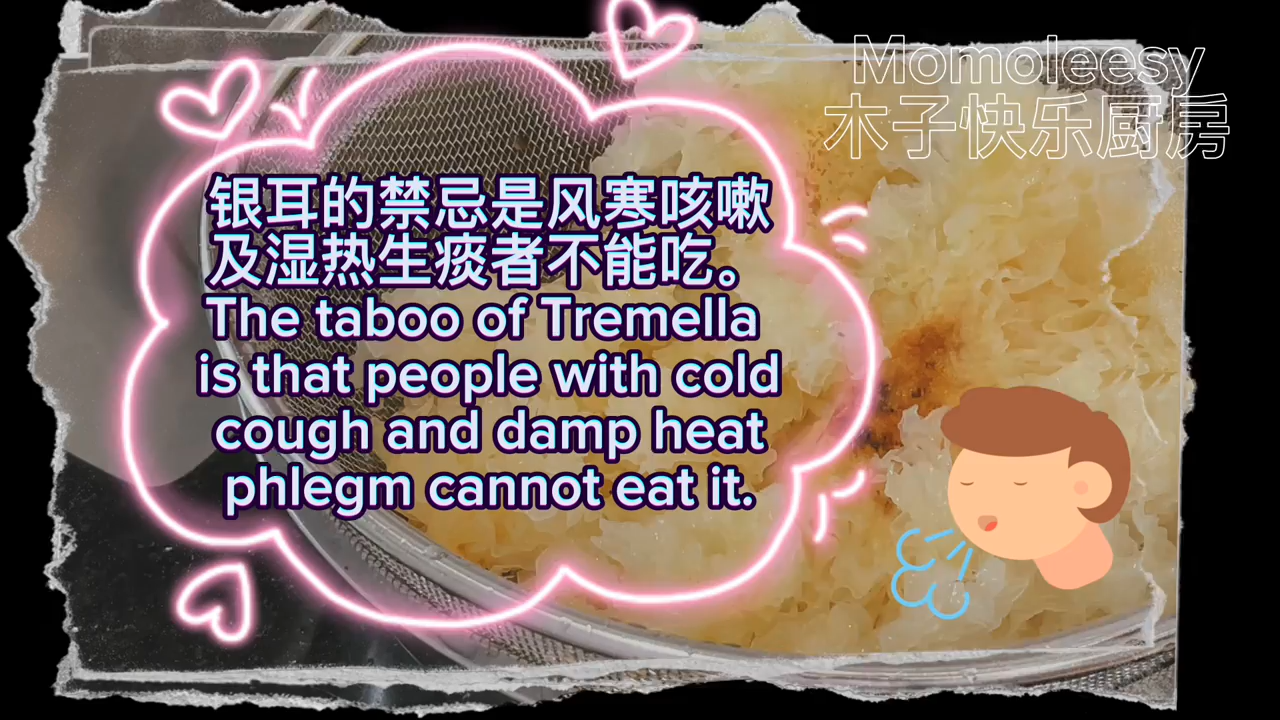 Momoleesy
木子快乐厨房
银耳的禁忌是风寒咳嗽
及湿热生痰者不能吃。
The taboo of Tremella
is that people with cold
cough and damp heat
phlegm cannot eat it.